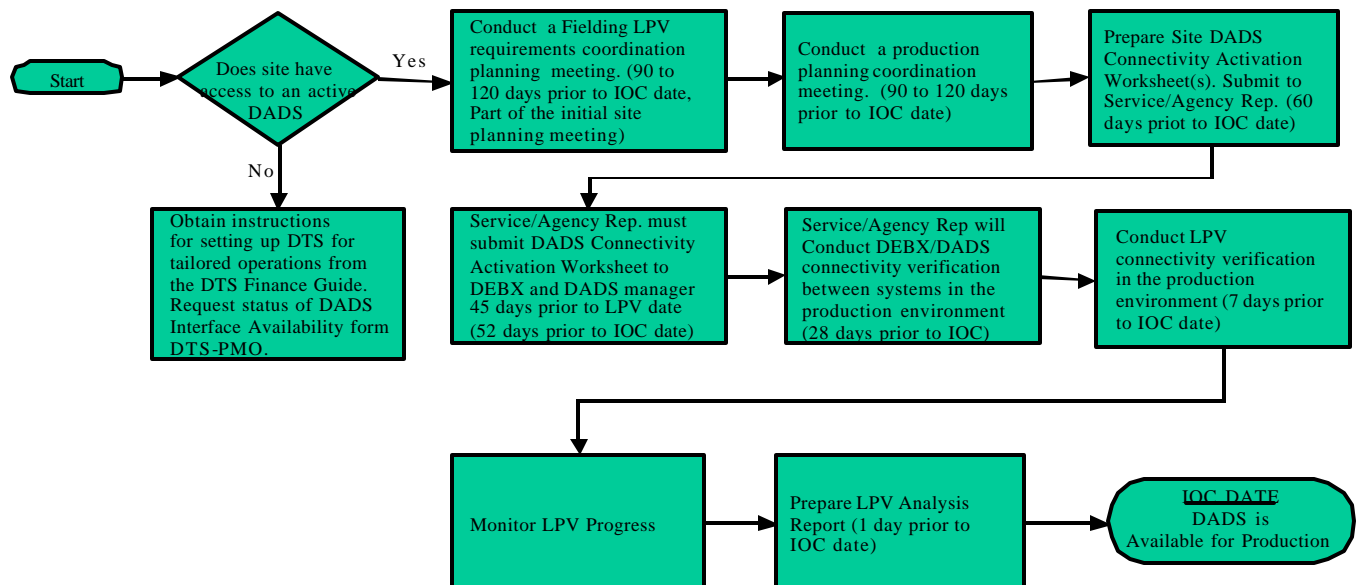 Start
Does site have
access to an active
DADS
Yes
No
Conduct a Fielding LPV
requirements coordination
planning meeting. (90 to
120 days prior to IOC date,
Part of the initial site
planning meeting)
Conduct a production
planning coordination
meeting. (90 to 120 days
prior to IOC date)
Prepare Site DADS
Connectivity Activation
Worksheet(s). Submit to
Service/Agency Rep. (60
days priot to IOC date)
Obtain instructions
for setting up DTS for
tailored operations from
the DTS Finance Guide.
Request status of DADS
Interface Availability form
DTS-PMO.
Service/Agency Rep. must
submit DADS Connectivity
Activation Worksheet to
DEBX and DADS manager
45 days prior to LPV date
(52 days prior to IOC date)
Service/Agency Rep will
Conduct DEBX/DADS
connectivity verification
between systems in the
production environment
(28 days prior to IOC)
Conduct LPV
connectivity verification
in the production
environment (7 days prior
to IOC date)
Monitor LPV Progress
Prepare LPV Analysis
Report (1 day prior to
IOC date)
IOC DATE
DADS is
Available for Production